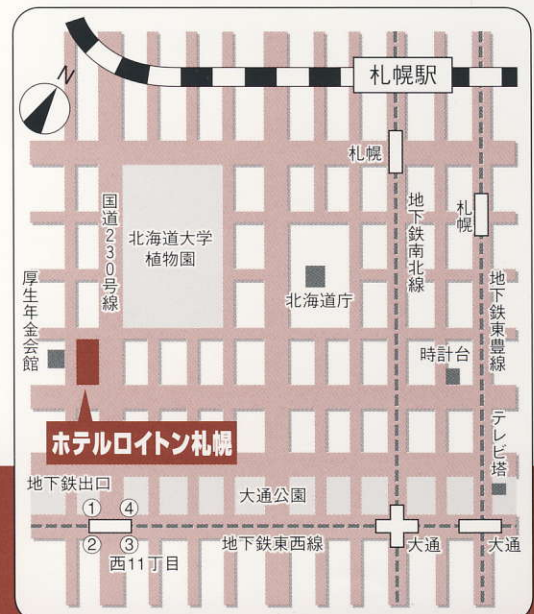 N
札幌駅
札幌
札幌
国道230号線
地下鉄南北線
北海道大学
植物園
北海道庁
地下鉄東豊線
厚生年金会館
時計台
ホテルロイトン札幌
テレビ塔
地下鉄出口
大通公園
① ④
② ③
地下鉄東西線
大通
大通
西11丁目